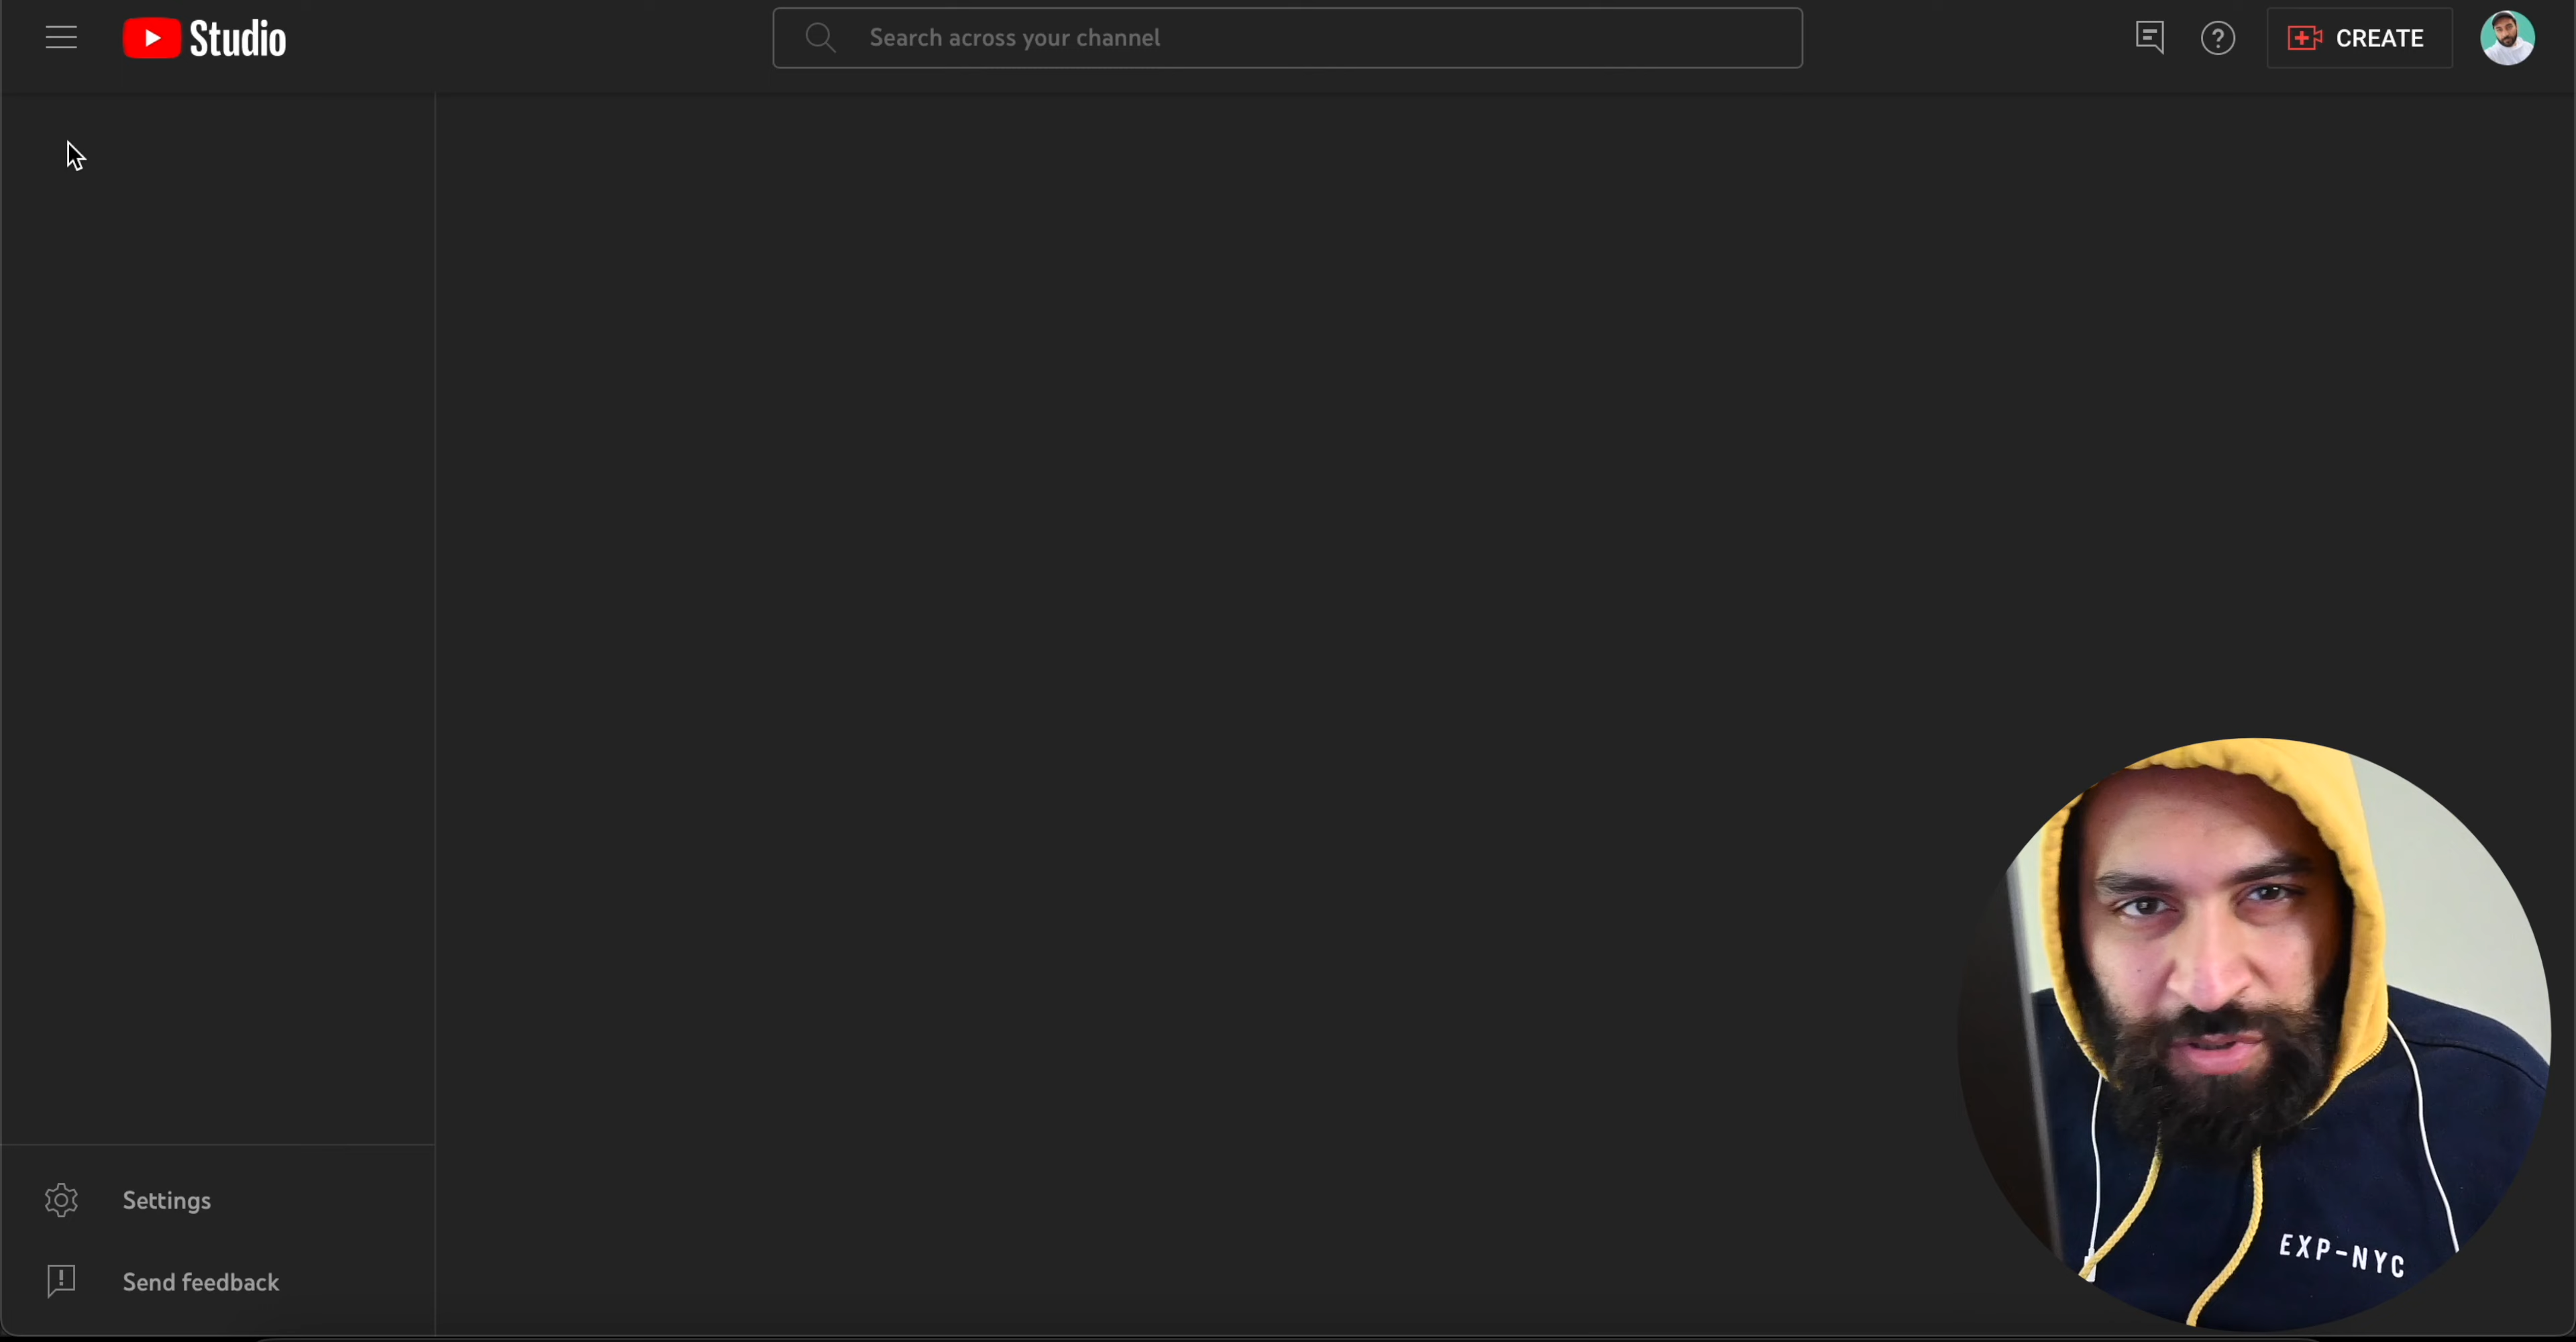 Studio
Search across your channel
CREATE
Settings
Send feedback
EXP-NYC